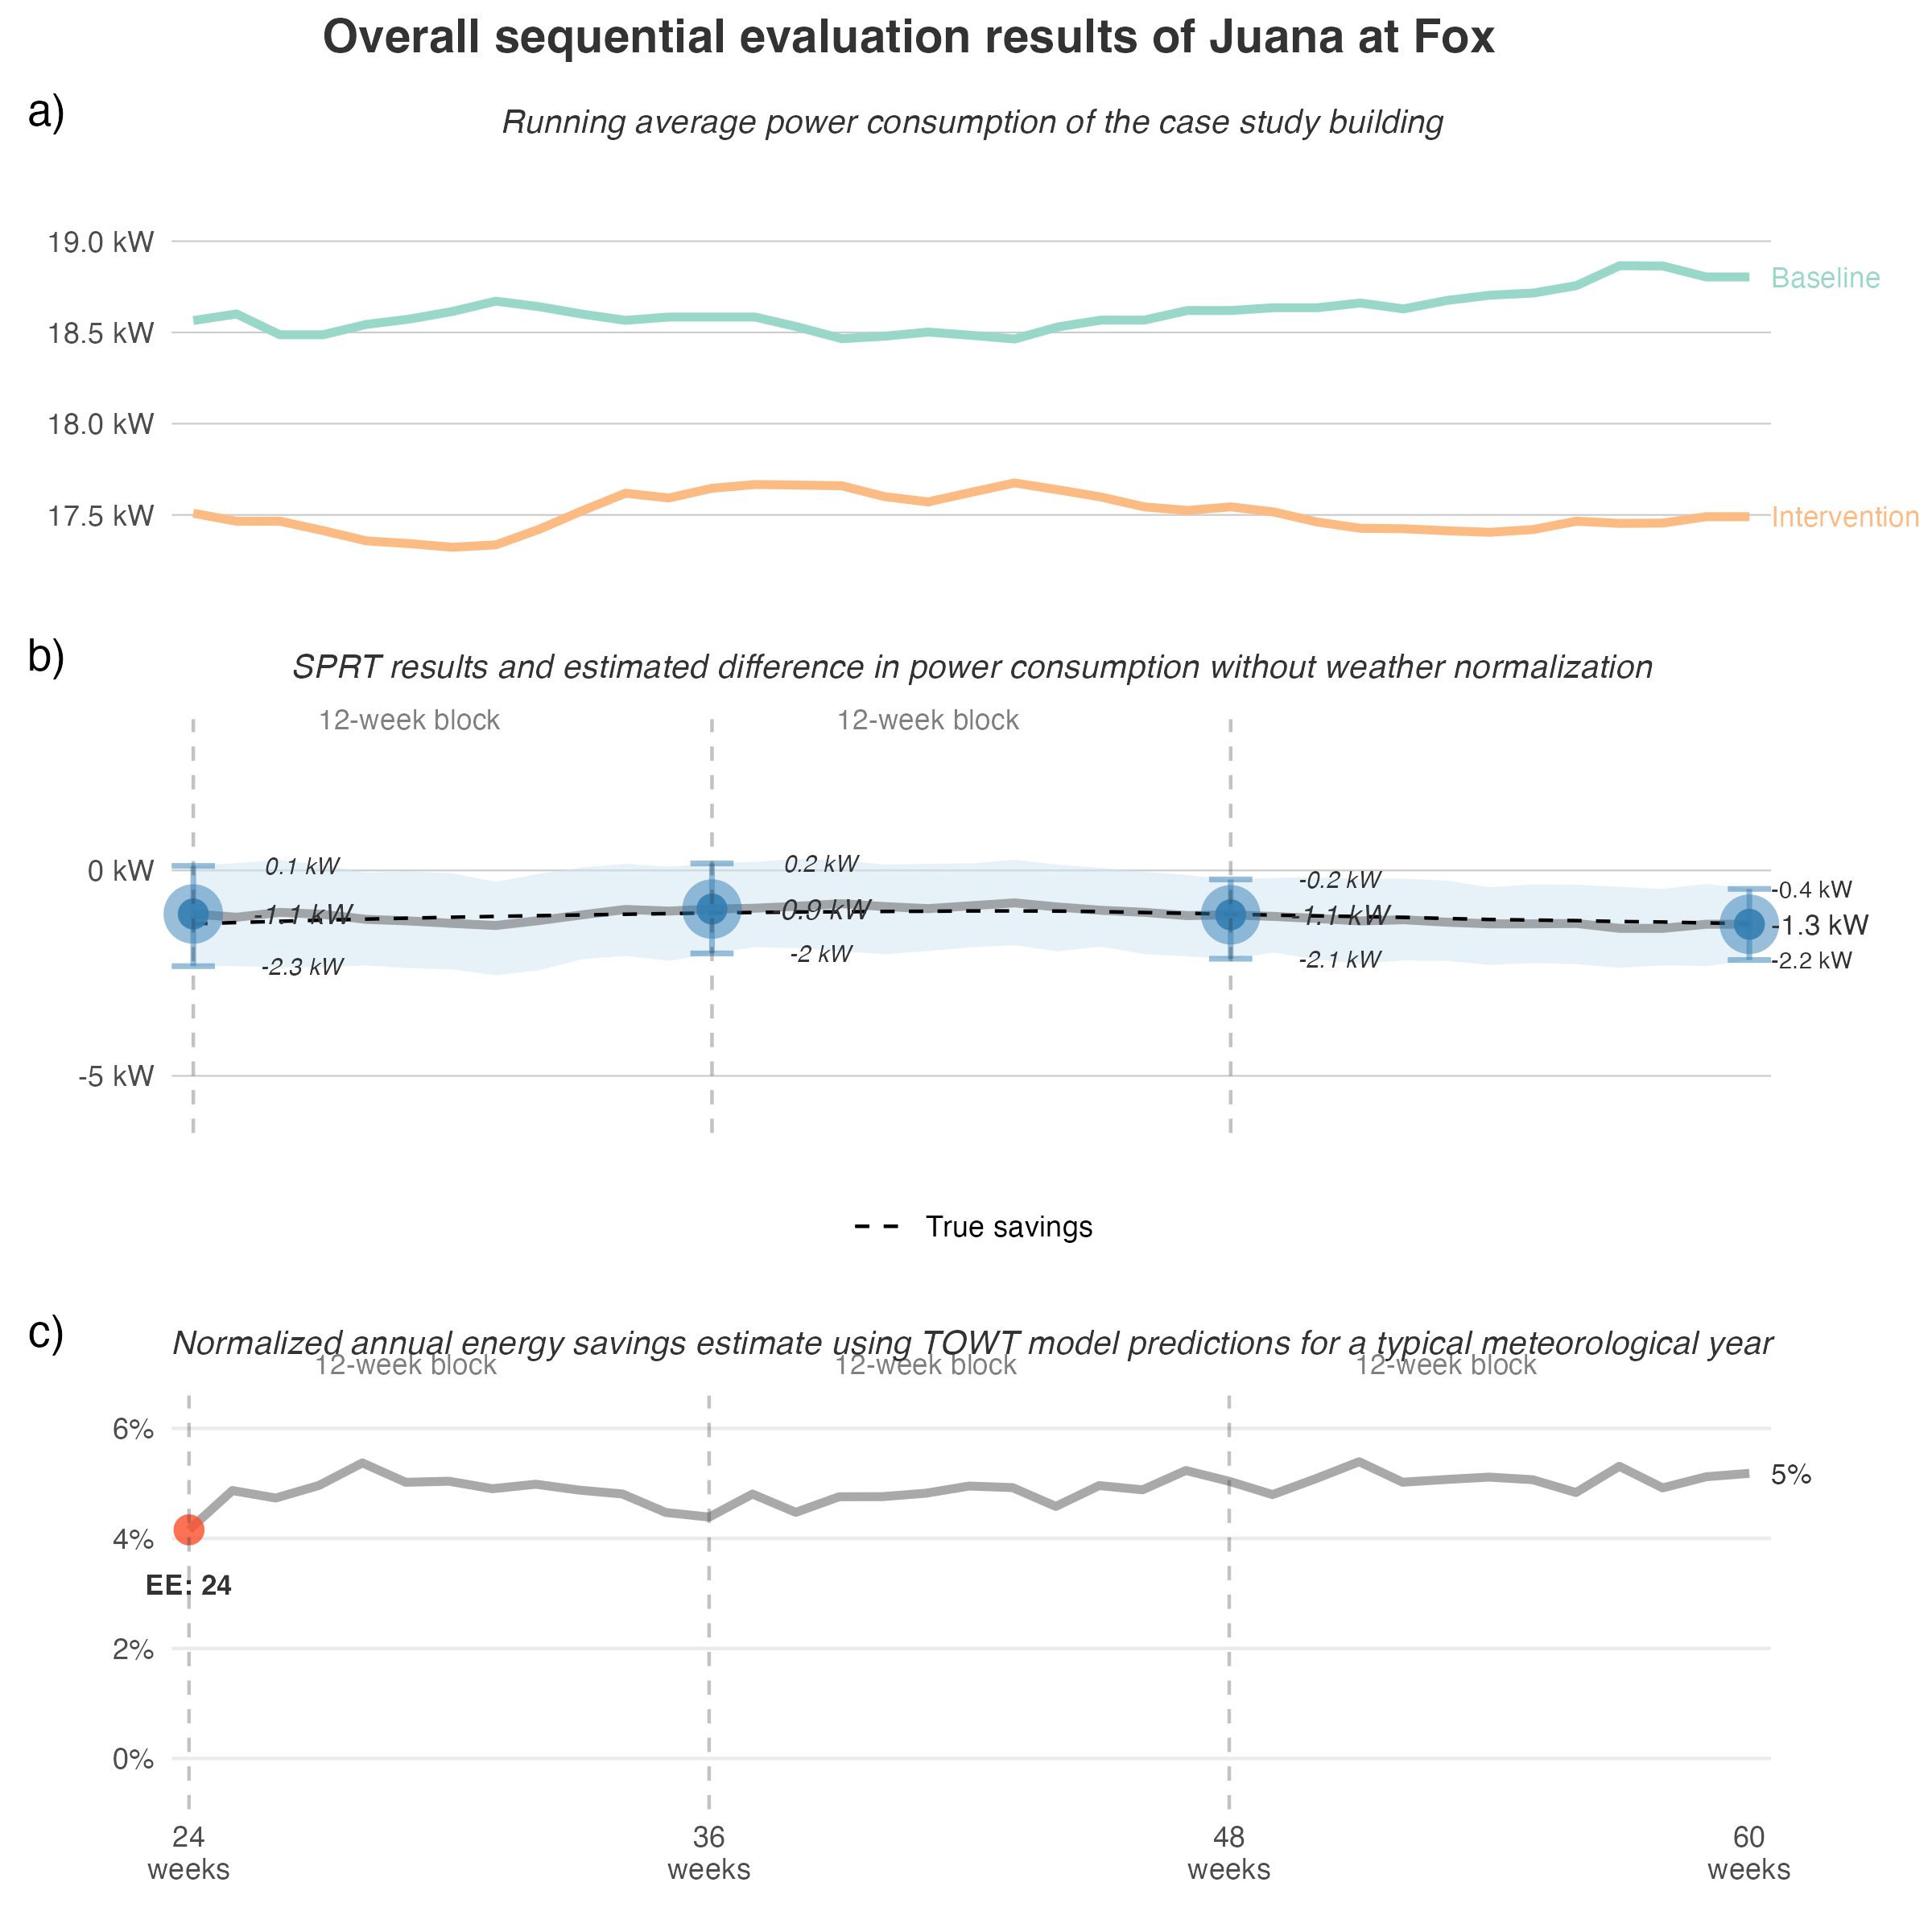 Overall sequential evaluation results of Juana at Fox
a)
Running average power consumption of the case study building
19.0 kW
18.5 kW
18.0 kW
17.5 kW
Baseline
Intervention
b)
SPRT results and estimated difference in power consumption without weather normalization
12-week block
12-week block
0 kW
-5 kW
0.1 kW
-1.1 kW
-2.3 kW
0.2 kW
-0.9 kW
-2 kW
-0.2 kW
-1.1 kW
-2.1 kW
-0.4 kW
-1.3 kW
-2.2 kW
True savings
c)
Normalized annual energy savings estimate using TOWT model predictions for a typical meteorological year
12-week block
12-week block
12-week block
6%
4%
2%
0%
5%
EE: 24
24
weeks
36
weeks
48
weeks
60
weeks